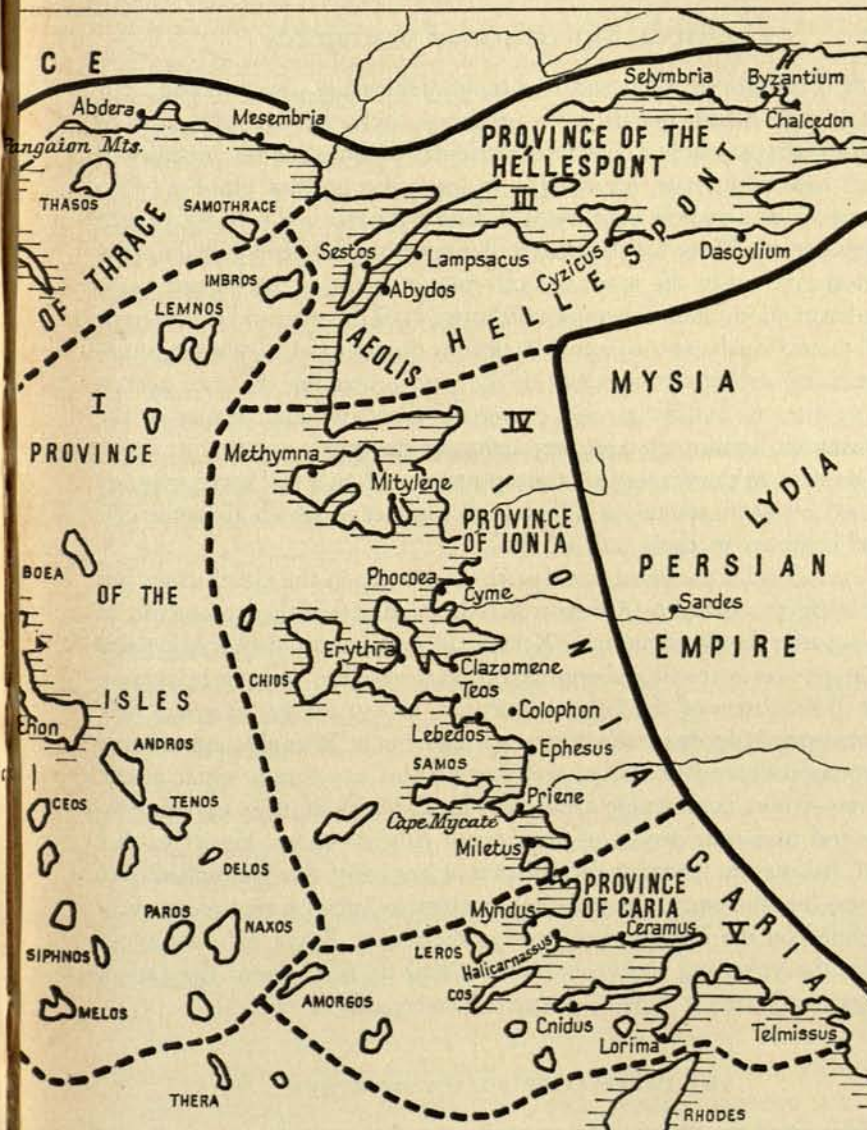 CE
Selymbria
Byzantium
Abdera
Mesembria
Chalcedon
Pangaion Mts.
PROVINCE OF THE
HELLESPONT
III
THASOS
SAMOTHRACE
OF THRACE
Sestos
Lampsacus
Cyzicus
Dascylium
IMBROS
Abydos
HELLESPONT
LEMNOS
AEOLIS
MYSIA
I
IV
PROVINCE
Methymna
Mitylene
LYDIA
PROVINCE
OF IONIA
IONIA
BOEA
OF THE
Phocoea
Cyme
PERSIAN
Sardes
Erythra
EMPIRE
CHIOS
Clazomene
ISLES
Teos
Colophon
Lebedos
ANDROS
Ephesus
SAMOS
CEOS
TENOS
Priene
Cape Mycate
Miletus
DELOS
CARIA
PROVINCE
OF CARIA
V
PAROS
NAXOS
Myndus
Ceramus
SIPHNOS
LEROS
Halicarnassus
COS
MELOS
AMORGOS
Cnidus
Lorima
Telmissus
THERA
RHODES